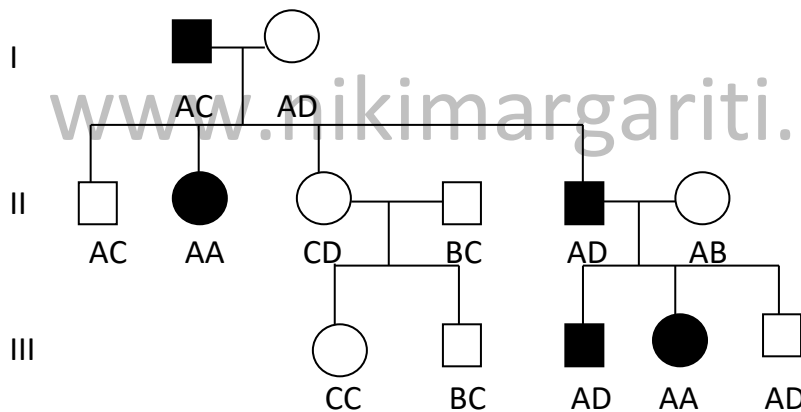 I
www.nikimargariti.
AC AD
II
AC AA CD BC AD AB
III
CC BC AD AA AD